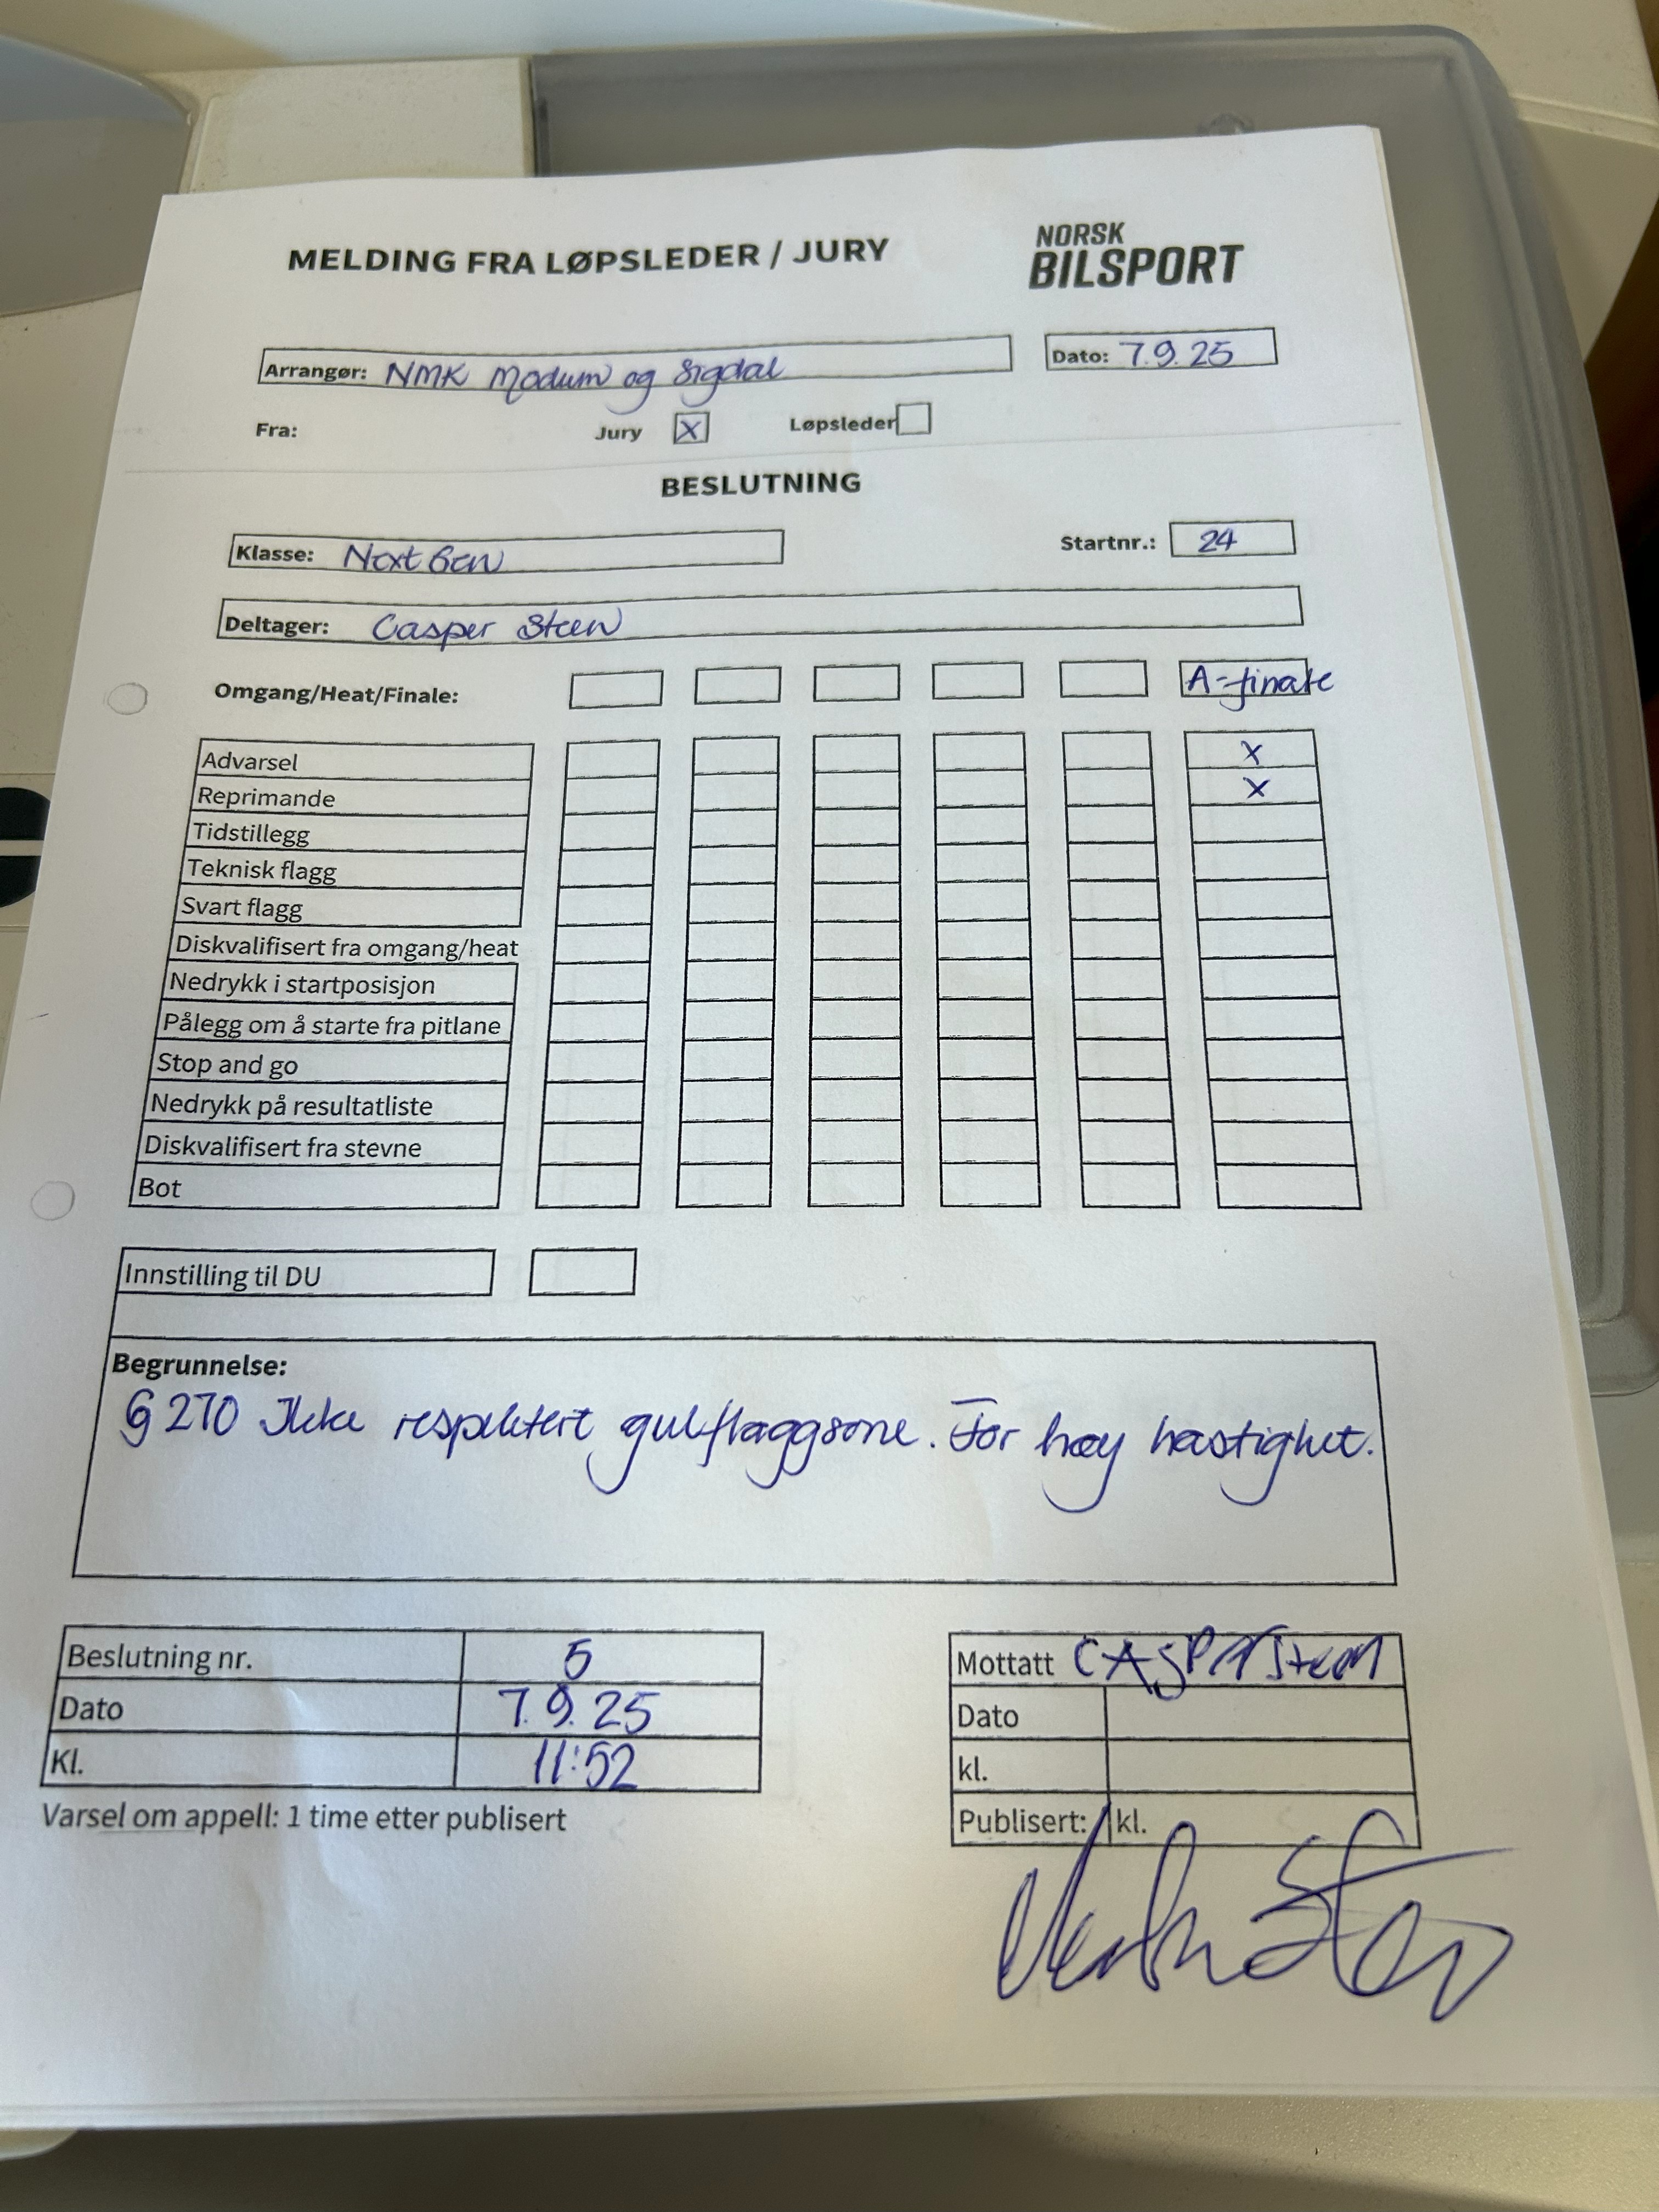 MELDING FRA LØPSLEDER / JURY
NORSK
BILSPORT
Arrangør: NMK Modum og Sigdal
Dato: 7.9.25
Fra: Jury X Løpsleder
BESLUTNING
Klasse: Next Gen
Startnr.: 24
Deltager: Casper Steen
Omgang/Heat/Finale: A-finale
Advarsel X
Reprimande X
Tidstillegg
Teknisk flagg
Svart flagg
Diskvalifisert fra omgang/heat
Nedrykk i startposisjon
Pålegg om å starte fra pitlane
Stop and go
Nedrykk på resultatliste
Diskvalifisert fra stevne
Bot
Innstilling til DU
Begrunnelse:
§ 270 Ikke respektert gulflaggsone. For høy hastighet.
Beslutning nr. 5
Dato 7.9.25
Kl. 11:52
Varsel om appell: 1 time etter publisert
Mottatt CASPER Steen
Dato
kl.
Publisert: kl.